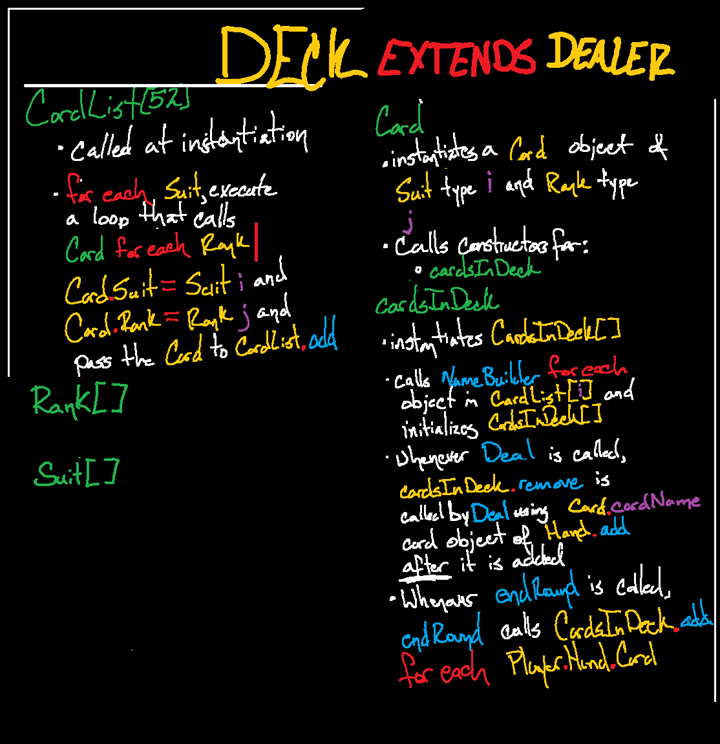 DECK EXTENDS DEALER
CardList[52]
• Called at instantiation
• for each Suit, execute
a loop that calls
Card for each Rank |
Card.Suit = Suit i and
Card.Rank = Rank j and
pass the Card to CardList.add
Rank[]
Suit[]
Card
• instantiates a Card object of
Suit type i and Rank type
j
• Calls constructors for:
◦ cardsInDeck
cardsInDeck
• instantiates CardsInDeck[]
• calls NameBuilder for each
object in CardList[i] and
initializes CardsInDeck[]
• Whenever Deal is called,
cardsInDeck.remove is
called by Deal using Card.cardName
card object of Hand.add
after it is added
• Whenever endRound is called,
endRound calls CardsInDeck.add
for each Player.Hand.Card